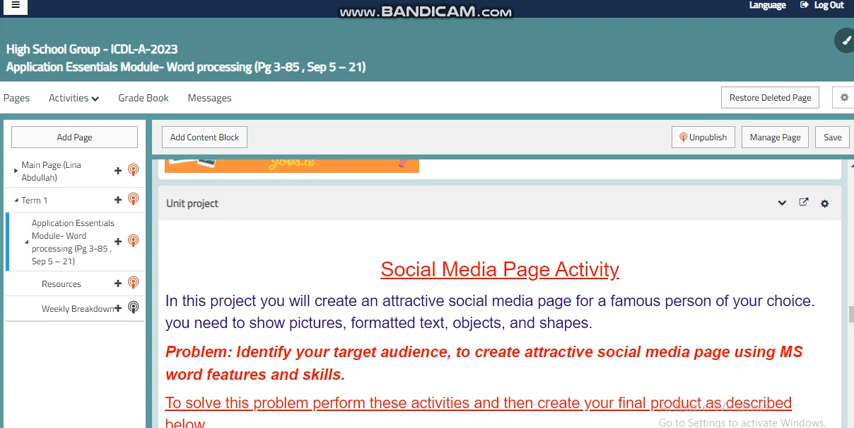 www.BANDICAM.com
Language Log Out
High School Group - ICDL-A-2023
Application Essentials Module- Word processing (Pg 3-85 , Sep 5 – 21)
Pages Activities Grade Book Messages Restore Deleted Page
Add Page Add Content Block Unpublish Manage Page Save
Main Page (Lina
Abdullah)
Term 1
Application Essentials
Module- Word
processing (Pg 3-85 ,
Sep 5 – 21)
Resources
Weekly Breakdown
yoos.ie
Unit project
Social Media Page Activity
In this project you will create an attractive social media page for a famous person of your choice.
you need to show pictures, formatted text, objects, and shapes.
Problem: Identify your target audience, to create attractive social media page using MS
word features and skills.
To solve this problem perform these activities and then create your final product as described
below
Go to Settings to activate Windows.